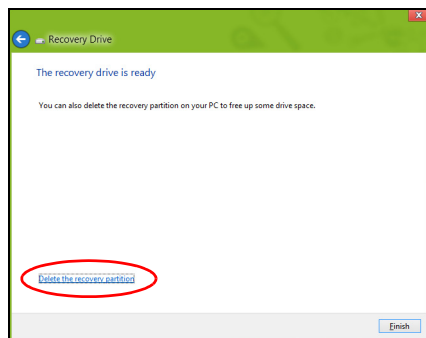 Recovery Drive
The recovery drive is ready
You can also delete the recovery partition on your PC to free up some drive space.
Delete the recovery partition
Finish